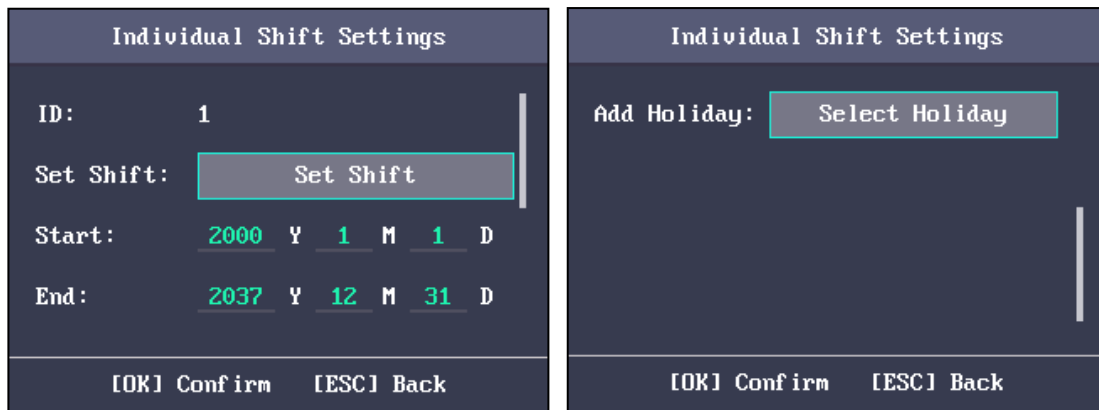 Individual Shift Settings
ID: 1
Set Shift: Set Shift
Start: 2000 Y 1 M 1 D
End: 2037 Y 12 M 31 D
[OK] Confirm [ESC] Back
Individual Shift Settings
Add Holiday: Select Holiday
[OK] Confirm [ESC] Back